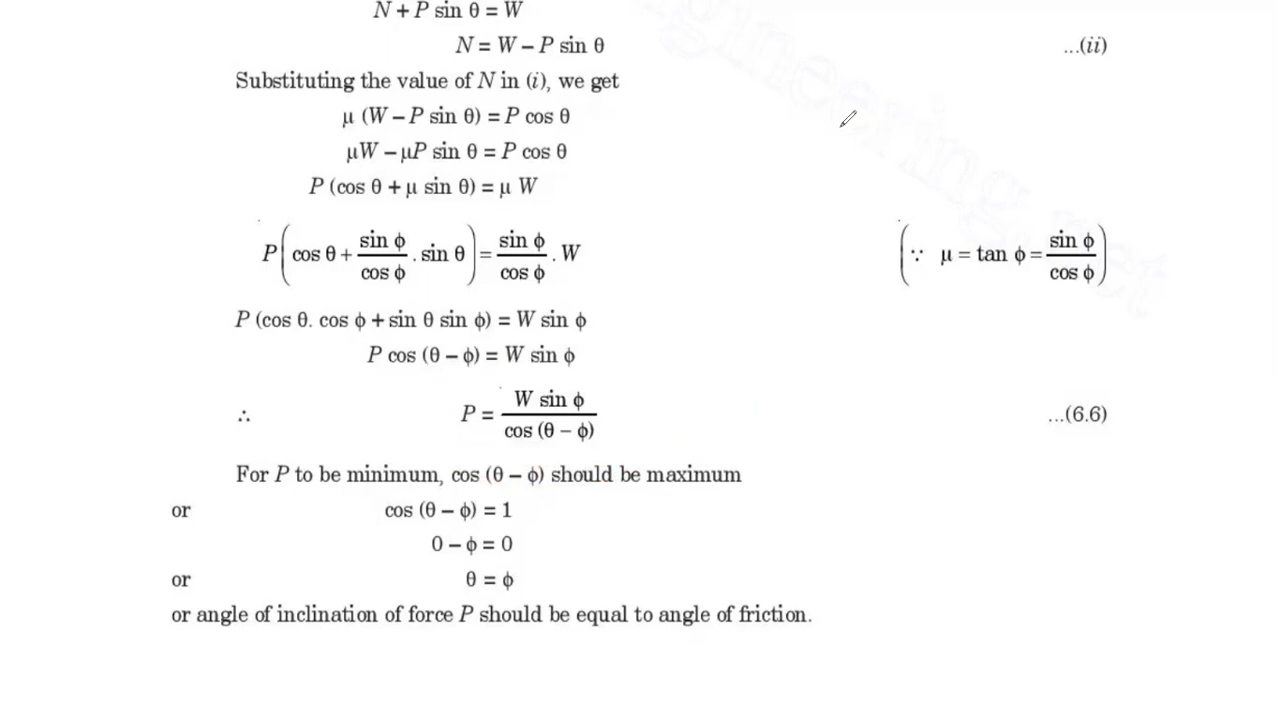 N + P sin θ = W
N = W – P sin θ ...(ii)
Substituting the value of N in (i), we get
μ (W – P sin θ) = P cos θ
μW – μP sin θ = P cos θ
P (cos θ + μ sin θ) = μ W
P(cos θ + sin φ/cos φ . sin θ) = sin φ/cos φ . W (∵ μ = tan φ = sin φ/cos φ)
P (cos θ. cos φ + sin θ sin φ) = W sin φ
P cos (θ – φ) = W sin φ
∴ P = W sin φ/cos (θ – φ) ...(6.6)
For P to be minimum, cos (θ – φ) should be maximum
or cos (θ – φ) = 1
0 – φ = 0
or θ = φ
or angle of inclination of force P should be equal to angle of friction.